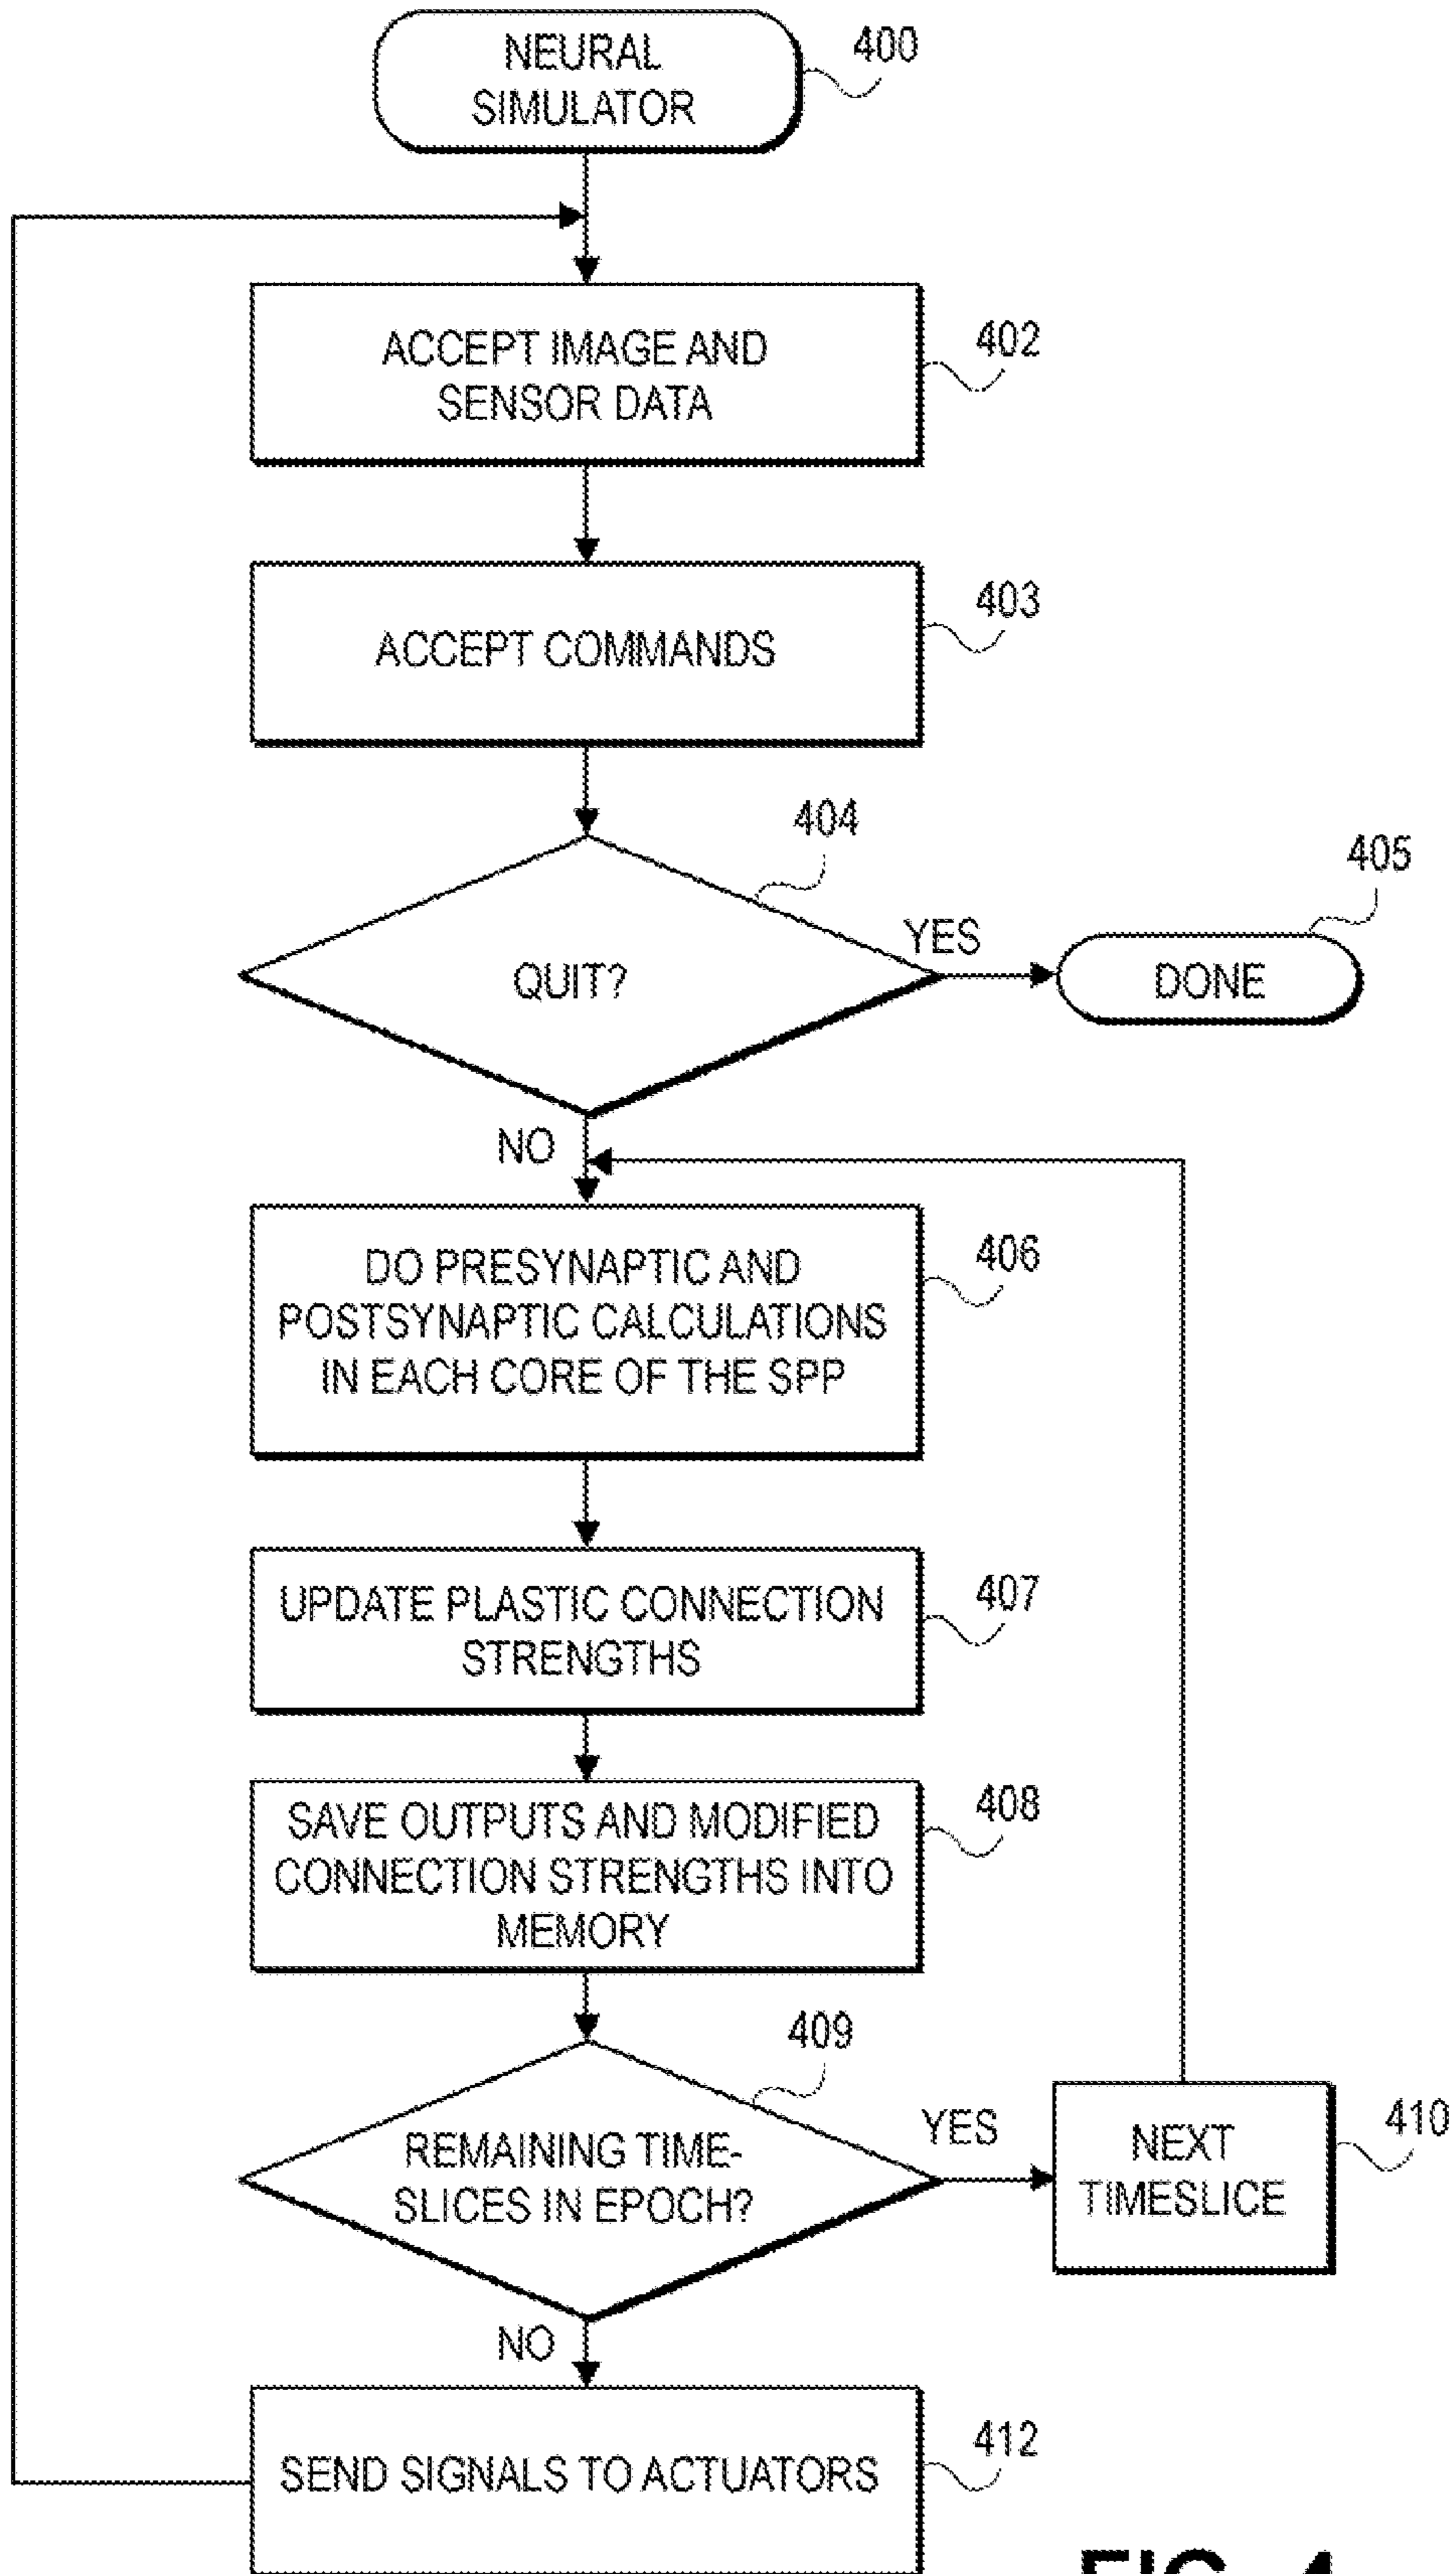 NEURAL
SIMULATOR
400
ACCEPT IMAGE AND
SENSOR DATA
402
ACCEPT COMMANDS
403
404
QUIT?
YES
405
DONE
NO
DO PRESYNAPTIC AND
POSTSYNAPTIC CALCULATIONS
IN EACH CORE OF THE SPP
406
UPDATE PLASTIC CONNECTION
STRENGTHS
407
SAVE OUTPUTS AND MODIFIED
CONNECTION STRENGTHS INTO
MEMORY
408
409
REMAINING TIME-
SLICES IN EPOCH?
YES
NEXT
TIMESLICE
410
NO
SEND SIGNALS TO ACTUATORS
412
FIG. 4